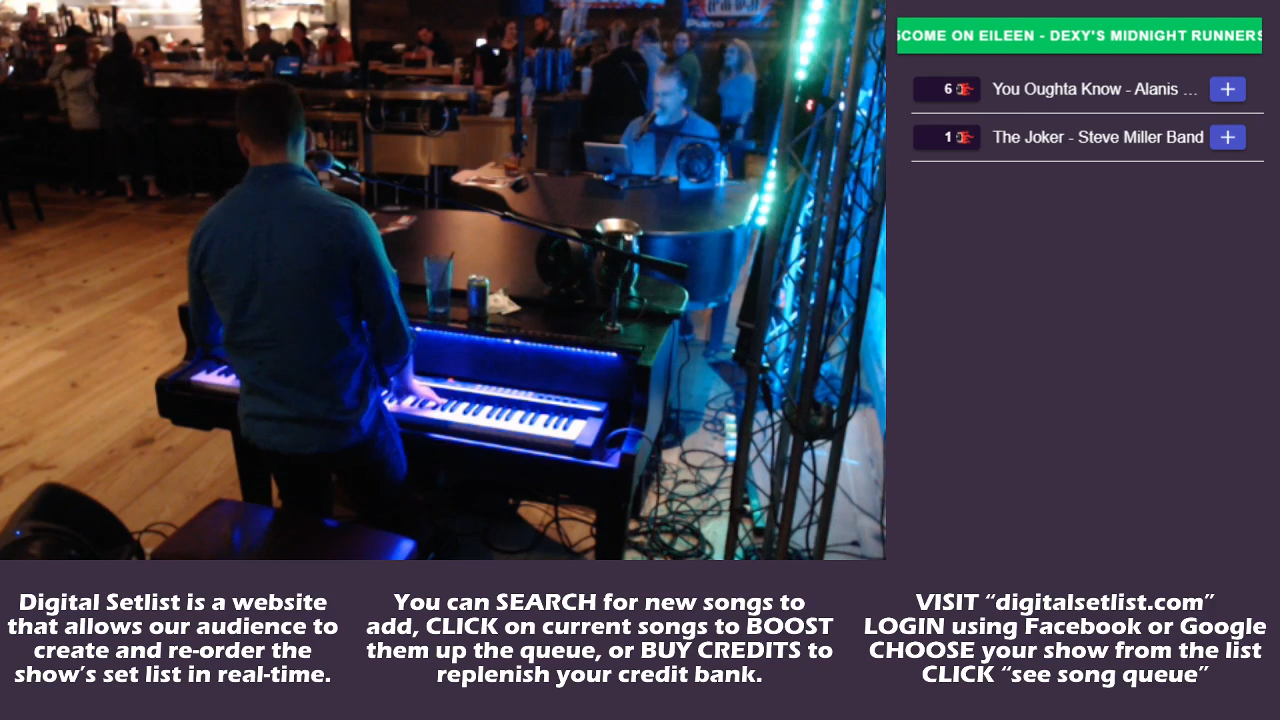 Piano
SCOME ON EILEEN - DEXY'S MIDNIGHT RUNNERS
6 You Oughta Know - Alanis ...
1 The Joker - Steve Miller Band
Digital Setlist is a website
that allows our audience to
create and re-order the
show's set list in real-time.
You can SEARCH for new songs to
add, CLICK on current songs to BOOST
them up the queue, or BUY CREDITS to
replenish your credit bank.
VISIT “digitalsetlist.com”
LOGIN using Facebook or Google
CHOOSE your show from the list
CLICK “see song queue”